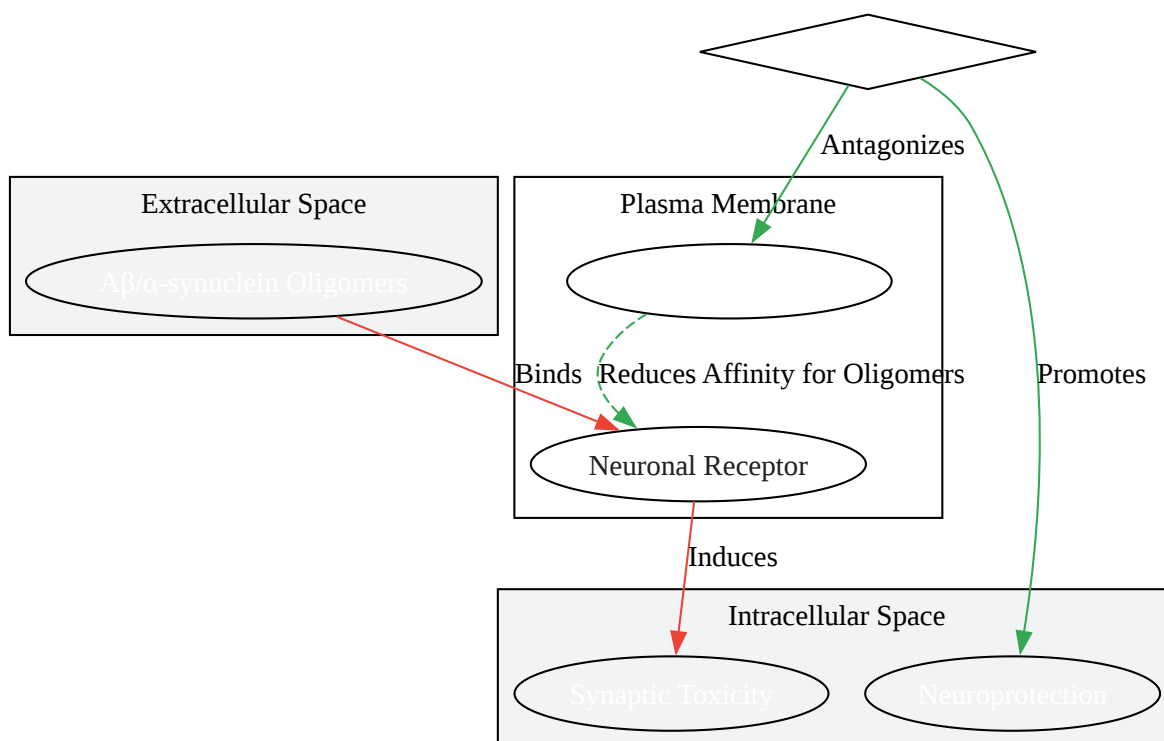 Antagonizes
Extracellular Space
Plasma Membrane
Aβ/α-synuclein Oligomers
Binds
Reduces Affinity for Oligomers
Promotes
Neuronal Receptor
Induces
Intracellular Space
Synaptic Toxicity
Neuroprotection